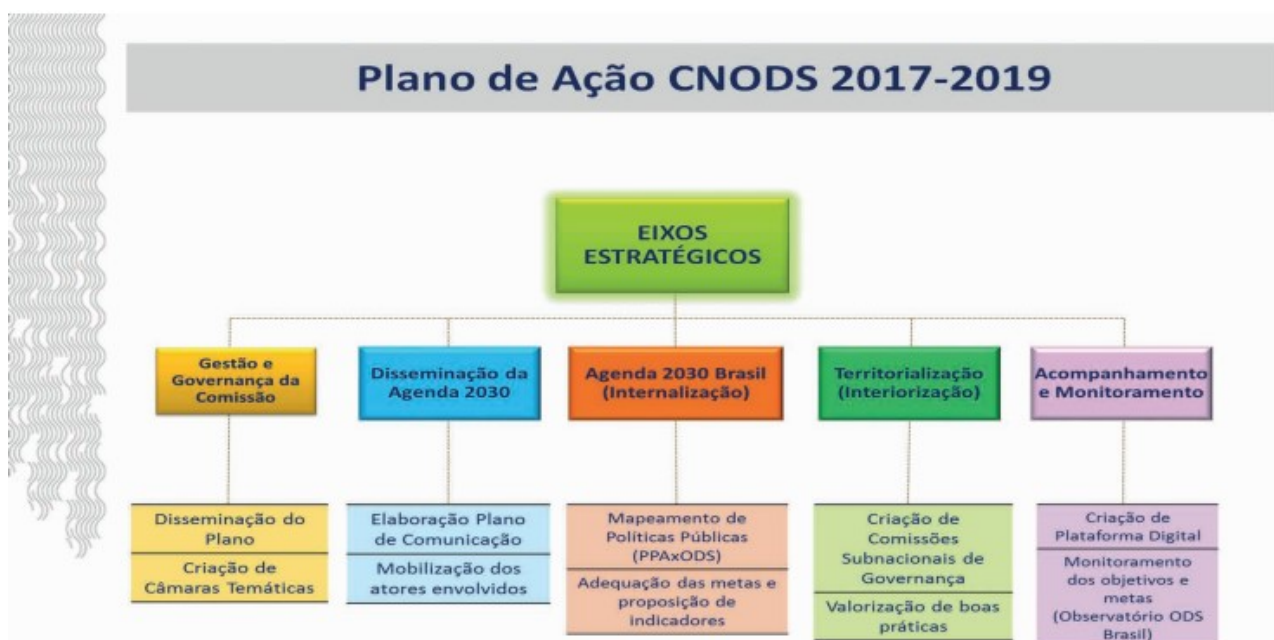 Plano de Ação CNODS 2017-2019
EIXOS
ESTRATÉGICOS
Gestão e
Governança da
Comissão
Disseminação da
Agenda 2030
Agenda 2030 Brasil
(Internalização)
Territorialização
(Interiorização)
Acompanhamento
e Monitoramento
Disseminação do
Plano
Criação de
Câmaras Temáticas
Elaboração Plano
de Comunicação
Mobilização dos
atores envolvidos
Mapeamento de
Políticas Públicas
(PPAxODS)
Adequação das metas e
proposição de
indicadores
Criação de
Comissões
Subnacionais de
Governança
Valorização de boas
práticas
Criação de
Plataforma Digital
Monitoramento
dos objetivos e
metas
(Observatório ODS
Brasil)